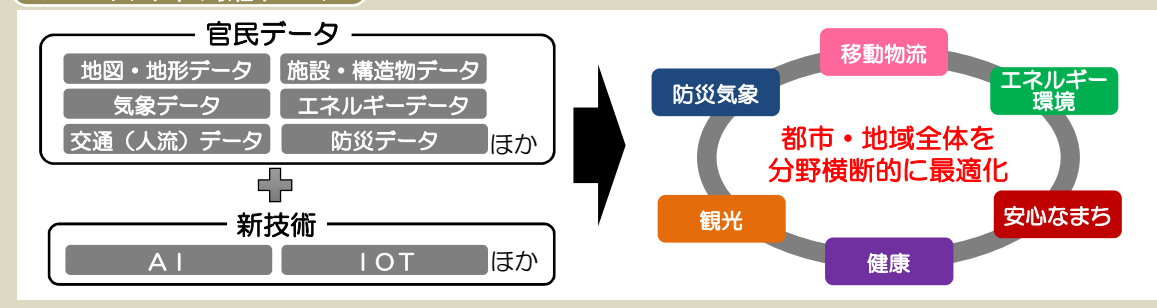 官民データ
地図・地形データ
施設・構造物データ
気象データ
エネルギーデータ
交通（人流）データ
防災データ
ほか
新技術
ＡＩ
ＩＯＴ
ほか
移動物流
防災気象
エネルギー
環境
都市・地域全体を
分野横断的に最適化
観光
安心なまち
健康